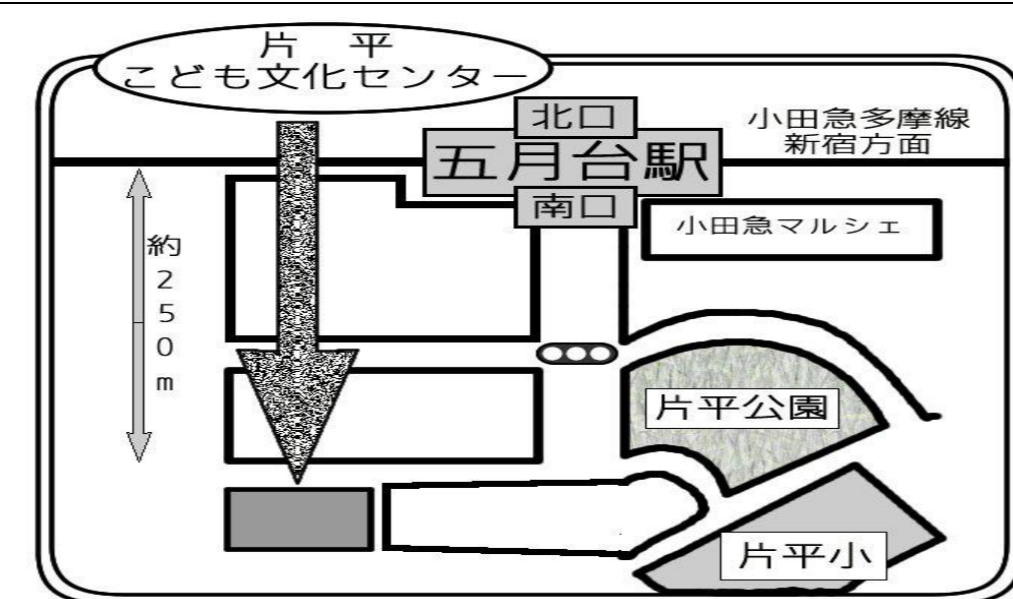 片　平
こども文化センター
北口
五月台駅
南口
小田急多摩線
新宿方面
小田急マルシェ
約250m
片平公園
片平小